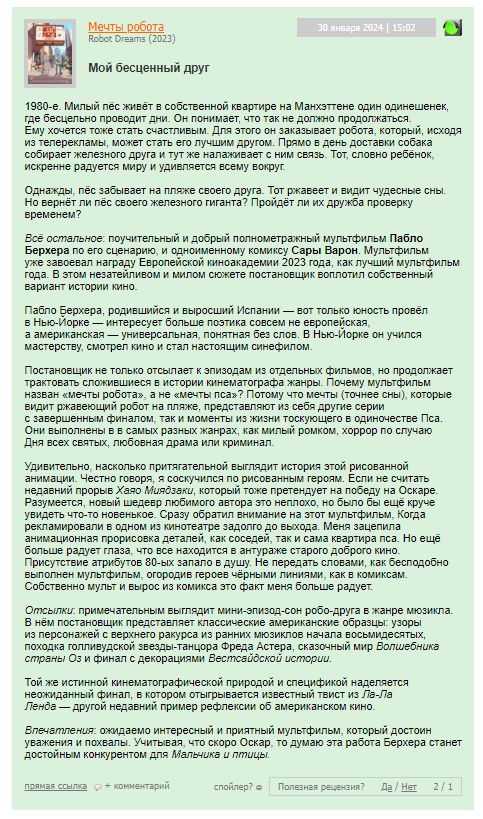 Мечты робота
30 января 2024 | 15:02
Robot Dreams (2023)
Мой бесценный друг
1980-е. Милый пёс живёт в собственной квартире на Манхэттене один одинешенек,
где бесцельно проводит дни. Он понимает, что так не должно продолжаться.
Ему хочется тоже стать счастливым. Для этого он заказывает робота, который, исходя
из телерекламы, может стать его лучшим другом. Прямо в день доставки собака
собирает железного друга и тут же налаживает с ним связь. Тот, словно ребёнок,
искренне радуется миру и удивляется всему вокруг.
Однажды, пёс забывает на пляже своего друга. Тот ржавеет и видит чудесные сны.
Но вернёт ли пёс своего железного гиганта? Пройдёт ли их дружба проверку
временем?
Всё остальное: поучительный и добрый полнометражный мультфильм Пабло
Берхера по его сценарию, и одноименному комиксу Сары Варон. Мультфильм
уже завоевал награду Европейской киноакадемии 2023 года, как лучший мультфильм
года. В этом незатейливом и милом сюжете постановщик воплотил собственный
вариант истории кино.
Пабло Берхера, родившийся и выросший Испании — вот только юность провёл
в Нью-Йорке — интересует больше поэтика совсем не европейская,
а американская — универсальная, понятная без слов. В Нью-Йорке он учился
мастерству, смотрел кино и стал настоящим синефилом.
Постановщик не только отсылает к эпизодам из отдельных фильмов, но продолжает
трактовать сложившиеся в истории кинематографа жанры. Почему мультфильм
назван «мечты робота», а не «мечты пса»? Потому что мечты (точнее сны), которые
видит ржавеющий робот на пляже, представляют из себя другие серии
с завершенным финалом, так и моменты из жизни тоскующего в одиночестве Пса.
Они выполнены в в самых разных жанрах, как милый ромком, хоррор по случаю
Дня всех святых, любовная драма или криминал.
Удивительно, насколько притягательной выглядит история этой рисованной
анимации. Честно говоря, я соскучился по рисованным героям. Если не считать
недавний прорыв Хаяо Миядзаки, который тоже претендует на победу на Оскаре.
Разумеется, новый шедевр любимого автора это неплохо, но было бы ещё круче
увидеть что-то новенькое. Сразу обратил внимание на этот мультфильм, Когда
рекламировали в одном из кинотеатре задолго до выхода. Меня зацепила
анимационная прорисовка деталей, как соседей, так и сама квартира пса. Но ещё
больше радует глаза, что все находится в антураже старого доброго кино.
Присутствие атрибутов 80-ых запало в душу. Не передать словами, как бесподобно
выполнен мультфильм, огородив героев чёрными линиями, как в комиксам.
Собственно мульт и вырос из комикса это факт меня больше радует.
Отсылки: примечательным выглядит мини-эпизод-сон робо-друга в жанре мюзикла.
В нём постановщик представляет классические американские образцы: узоры
из персонажей с верхнего ракурса из ранних мюзиклов начала восьмидесятых,
походка голливудской звезды-танцора Фреда Астера, сказочный мир Волшебника
страны Оз и финал с декорациями Вестсайдской истории.
Той же истинной кинематографической природой и спецификой наделяется
неожиданный финал, в котором отыгрывается известный твист из Ла-Ла
Ленда — другой недавний пример рефлексии об американском кино.
Впечатления: ожидаемо интересный и приятный мультфильм, который достоин
уважения и похвалы. Учитывая, что скоро Оскар, то думаю эта работа Берхера станет
достойным конкурентом для Мальчика и птицы.
прямая ссылка + комментарий спойлер? Полезная рецензия? Да / Нет 2 / 1